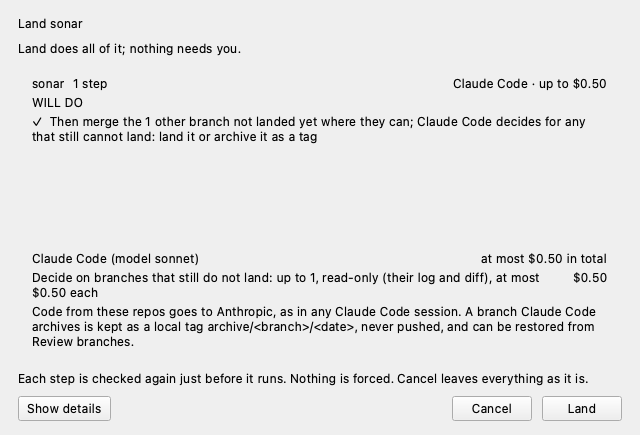 Land sonar
Land does all of it; nothing needs you.
sonar 1 step Claude Code · up to $0.50
WILL DO
✓ Then merge the 1 other branch not landed yet where they can; Claude Code decides for any
that still cannot land: land it or archive it as a tag
Claude Code (model sonnet) at most $0.50 in total
Decide on branches that still do not land: up to 1, read-only (their log and diff), at most $0.50
$0.50 each
Code from these repos goes to Anthropic, as in any Claude Code session. A branch Claude Code
archives is kept as a local tag archive/<branch>/<date>, never pushed, and can be restored from
Review branches.
Each step is checked again just before it runs. Nothing is forced. Cancel leaves everything as it is.
Show details Cancel Land